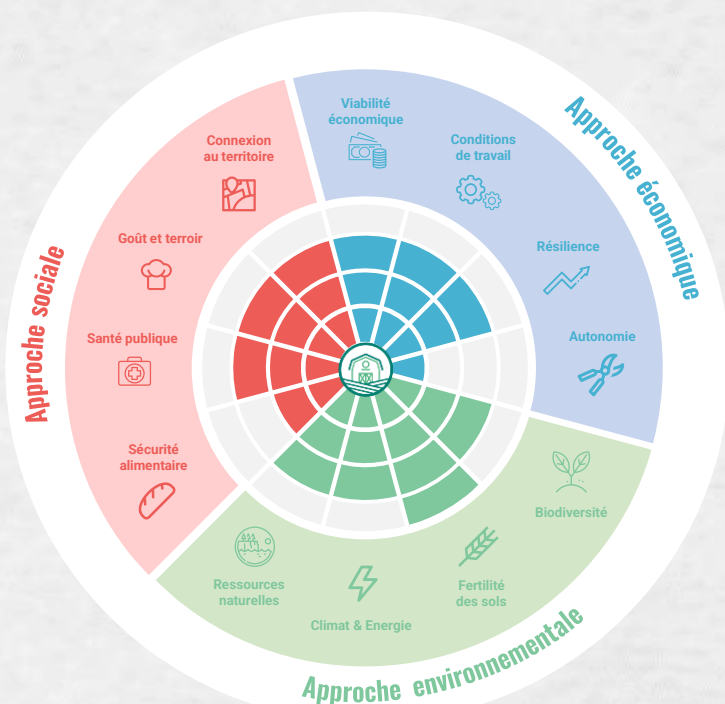 Approche économique
Viabilité
économique
Conditions
de travail
Résilience
Autonomie
Approche environnementale
Biodiversité
Fertilité
des sols
Climat & Energie
Ressources
naturelles
Approche sociale
Sécurité
alimentaire
Santé publique
Goût et terroir
Connexion
au territoire